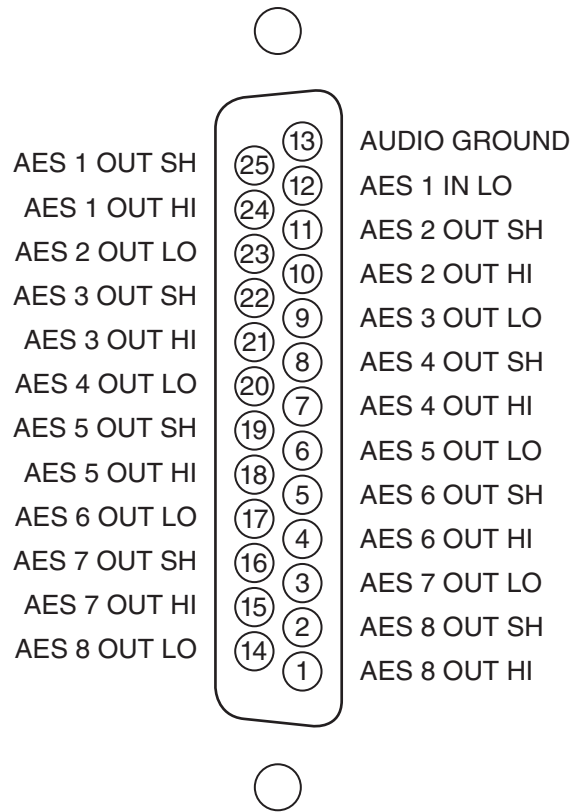 13 AUDIO GROUND
AES 1 OUT SH 25
12 AES 1 IN LO
AES 1 OUT HI 24
11 AES 2 OUT SH
AES 2 OUT LO 23
10 AES 2 OUT HI
AES 3 OUT SH 22
9 AES 3 OUT LO
AES 3 OUT HI 21
8 AES 4 OUT SH
AES 4 OUT LO 20
7 AES 4 OUT HI
AES 5 OUT SH 19
6 AES 5 OUT LO
AES 5 OUT HI 18
5 AES 6 OUT SH
AES 6 OUT LO 17
4 AES 6 OUT HI
AES 7 OUT SH 16
3 AES 7 OUT LO
AES 7 OUT HI 15
2 AES 8 OUT SH
AES 8 OUT LO 14
1 AES 8 OUT HI